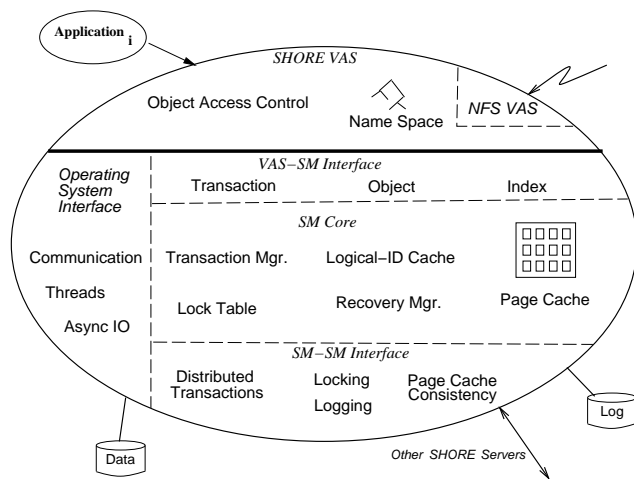 Application i
SHORE VAS
Object Access Control
Name Space
NFS VAS
Operating
System
Interface
VAS–SM Interface
Transaction
Object
Index
SM Core
Communication
Threads
Async IO
Transaction Mgr.
Logical–ID Cache
Lock Table
Recovery Mgr.
Page Cache
SM–SM Interface
Distributed
Transactions
Locking
Logging
Page Cache
Consistency
Data
Log
Other SHORE Servers